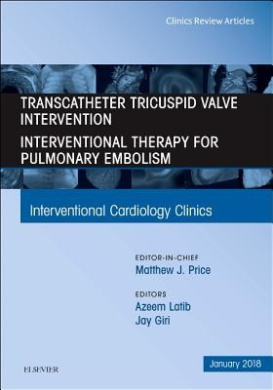 Clinics Review Articles
TRANSCATHETER TRICUSPID VALVE
INTERVENTION
INTERVENTIONAL THERAPY FOR
PULMONARY EMBOLISM
Interventional Cardiology Clinics
EDITOR-IN-CHIEF
Matthew J. Price
EDITORS
Azeem Latib
Jay Giri
ELSEVIER
January 2018